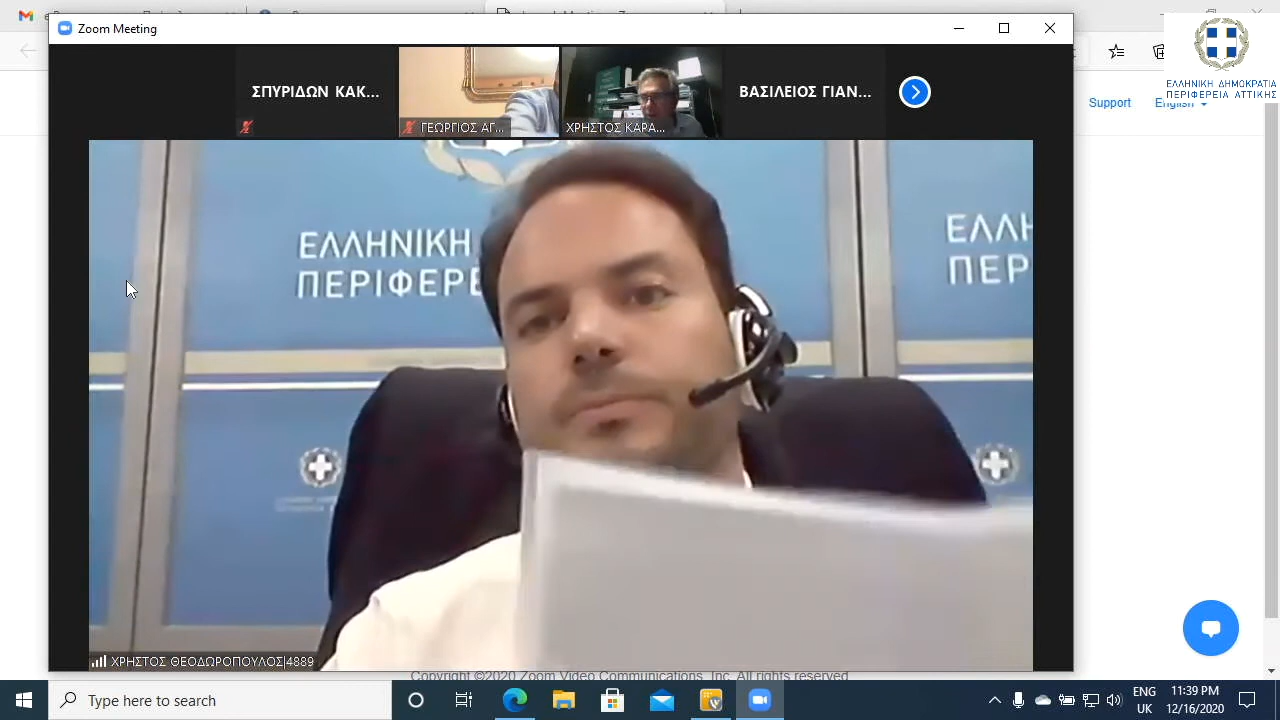 Zoom Meeting
ΣΠΥΡΙΔΩΝ ΚΑΚ...
ΓΕΩΡΓΙΟΣ ΑΓ...
ΧΡΗΣΤΟΣ ΚΑΡΑ...
ΒΑΣΙΛΕΙΟΣ ΓΙΑΝ...
ΕΛΛΗΝΙΚΗ ΔΗΜΟΚΡΑΤΙΑ
ΠΕΡΙΦΕΡΕΙΑ ΑΤΤΙΚΗΣ
Support
English
ΕΛΛΗΝΙΚΗ
ΠΕΡΙΦΕΡΕ
ΕΛΛΗ
ΠΕΡ
ΧΡΗΣΤΟΣ ΘΕΟΔΩΡΟΠΟΥΛΟΣ|4889
Copyright ©2020 Zoom Video Communications, Inc. All rights reserved
Type here to search
ENG
UK
11:39 PM
12/16/2020